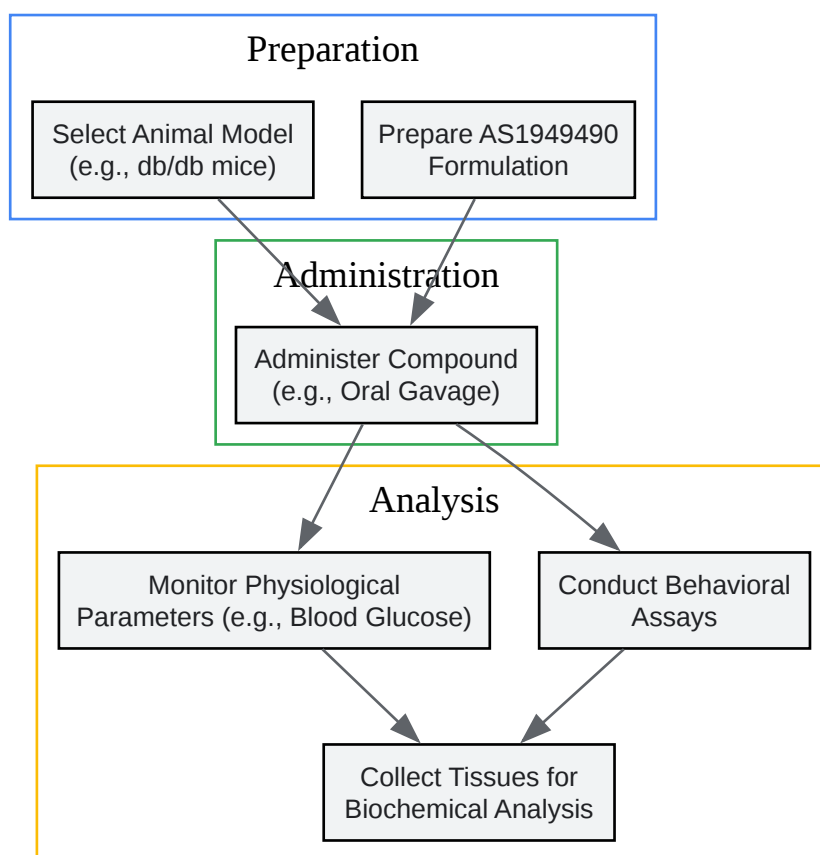 Preparation
Select Animal Model
(e.g., db/db mice)
Prepare AS1949490
Formulation
Administration
Administer Compound
(e.g., Oral Gavage)
Analysis
Monitor Physiological
Parameters (e.g., Blood Glucose)
Conduct Behavioral
Assays
Collect Tissues for
Biochemical Analysis